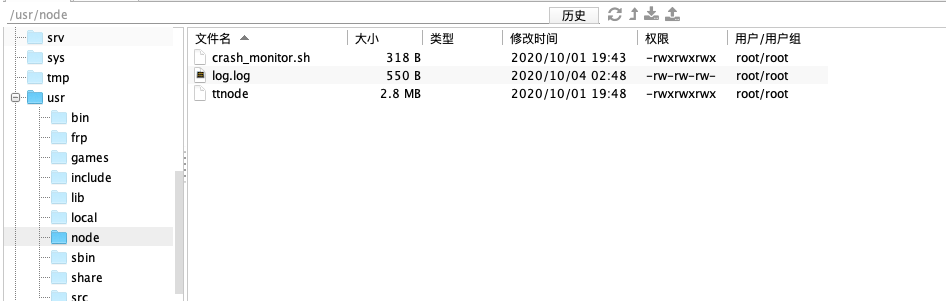 /usr/node
历史
srv
sys
tmp
usr
bin
frp
games
include
lib
local
node
sbin
share
src
文件名 大小 类型 修改时间 权限 用户/用户组
crash_monitor.sh 318 B 2020/10/01 19:43 -rwxrwxrwx root/root
log.log 550 B 2020/10/04 02:48 -rw-rw-rw- root/root
ttnode 2.8 MB 2020/10/01 19:48 -rwxrwxrwx root/root